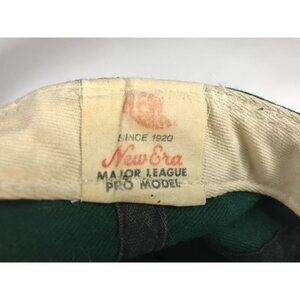 SINCE 1920
New Era
MAJOR LEAGUE
PRO MODEL